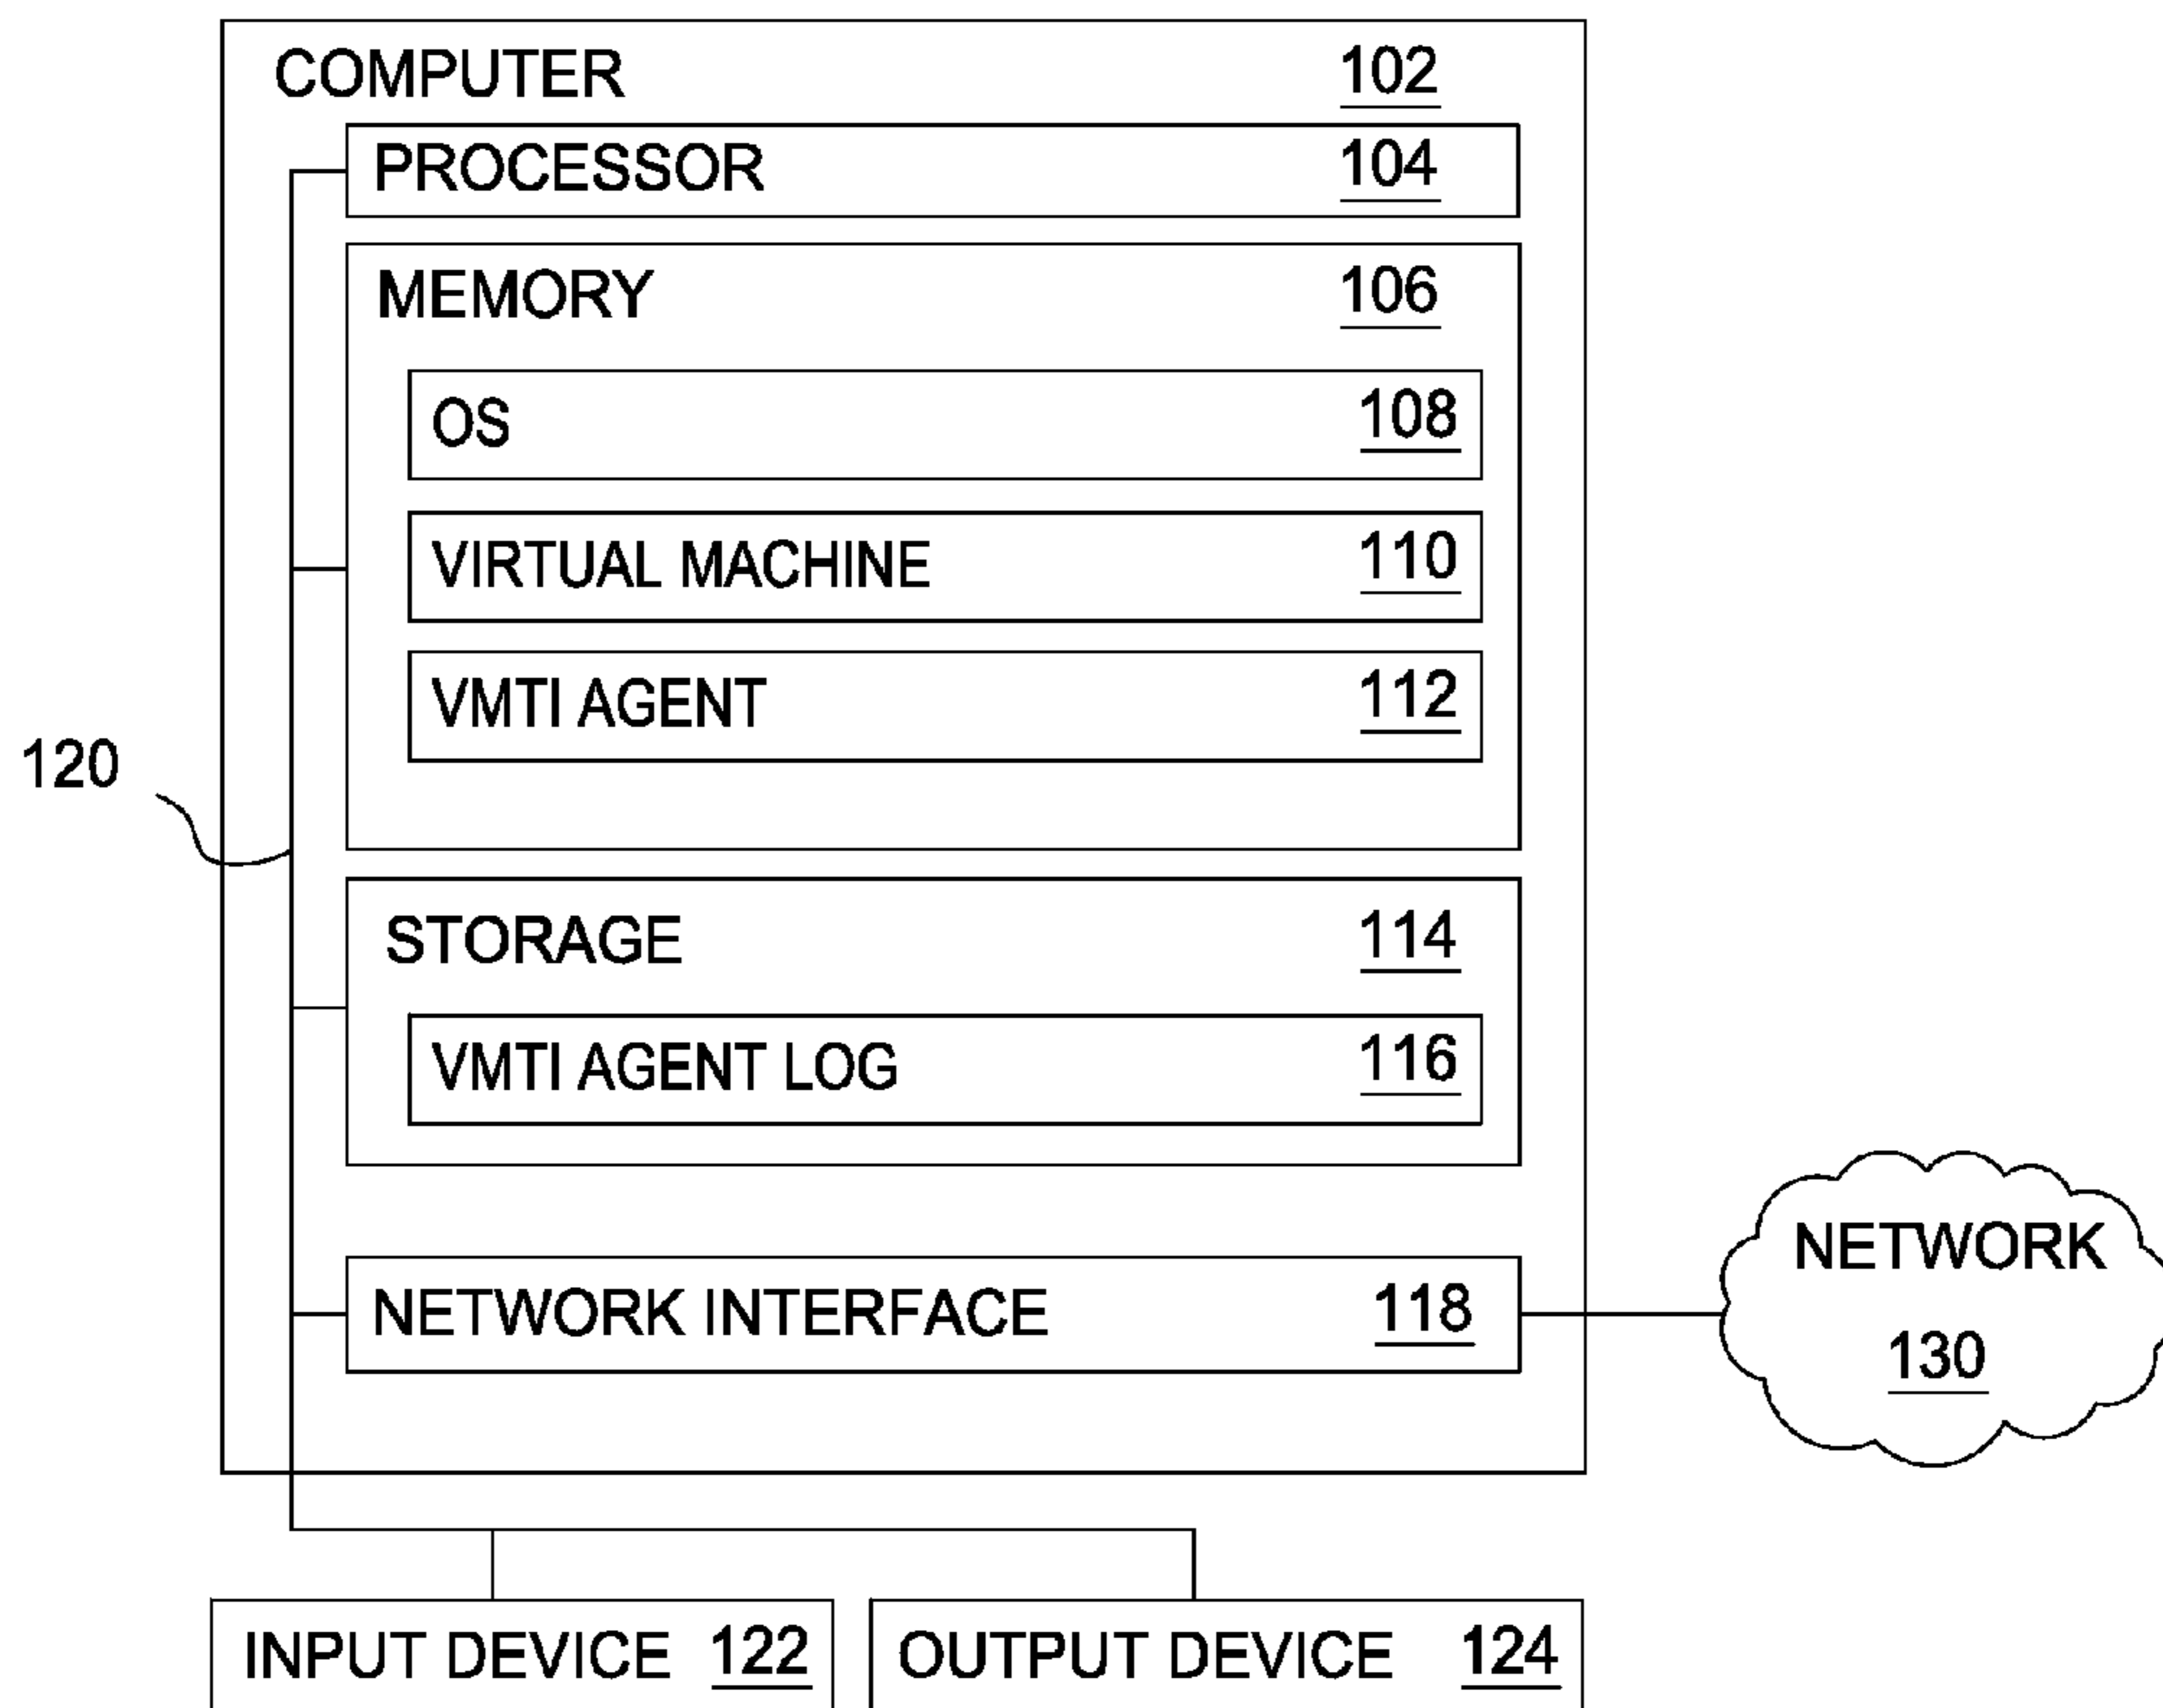 COMPUTER 102
PROCESSOR 104
MEMORY 106
OS 108
VIRTUAL MACHINE 110
VMTI AGENT 112
120
STORAGE 114
VMTI AGENT LOG 116
NETWORK
NETWORK INTERFACE 118
130
INPUT DEVICE 122
OUTPUT DEVICE 124